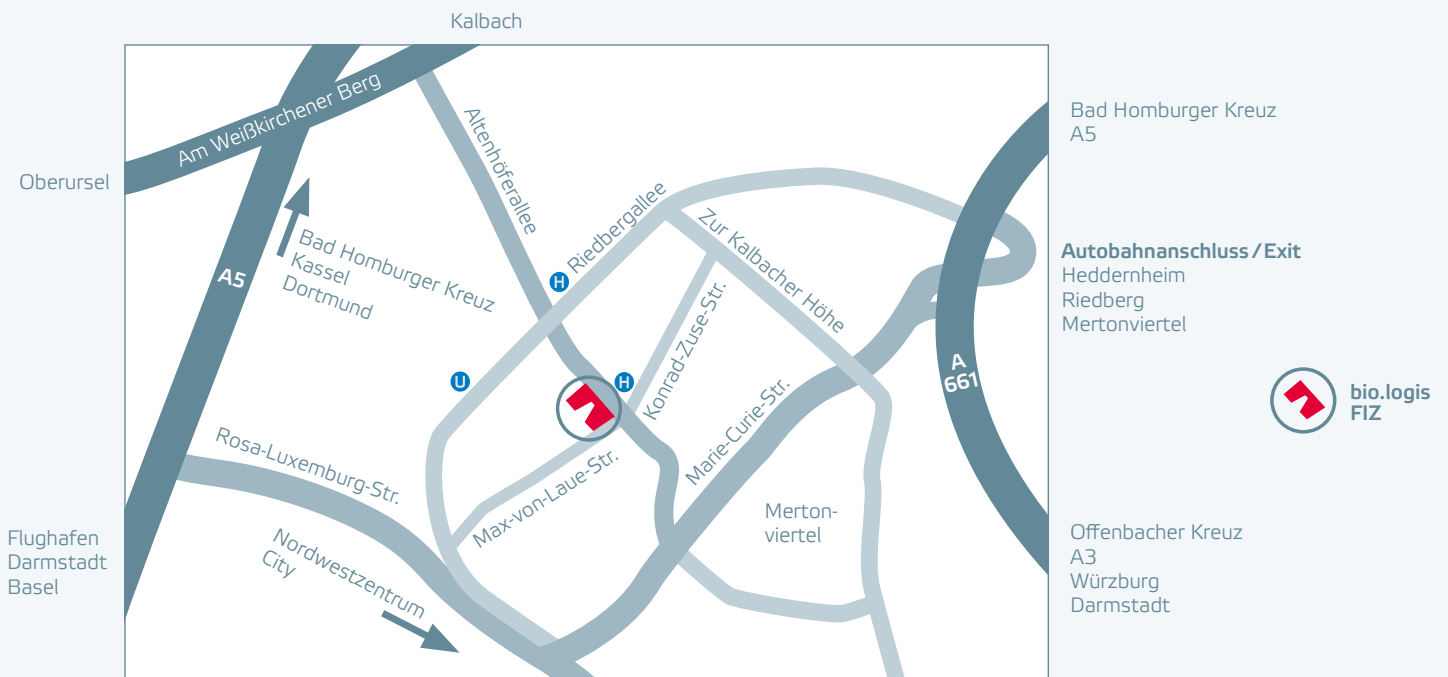 Kalbach
Am Weißkirchener Berg
Oberursel
A5
Bad Homburger Kreuz
Kassel
Dortmund
Altenhöferallee
H
Riedbergallee
Zur Kalbacher Höhe
Bad Homburger Kreuz
A5
Autobahnanschluss / Exit
Heddernheim
Riedberg
Mertonviertel
A
661
U
H
Konrad-Zuse-Str.
Marie-Curie-Str.
bio.logis
FIZ
Rosa-Luxemburg-Str.
Max-von-Laue-Str.
Merton-
viertel
Nordwestzentrum
City
Flughafen
Darmstadt
Basel
Offenbacher Kreuz
A3
Würzburg
Darmstadt